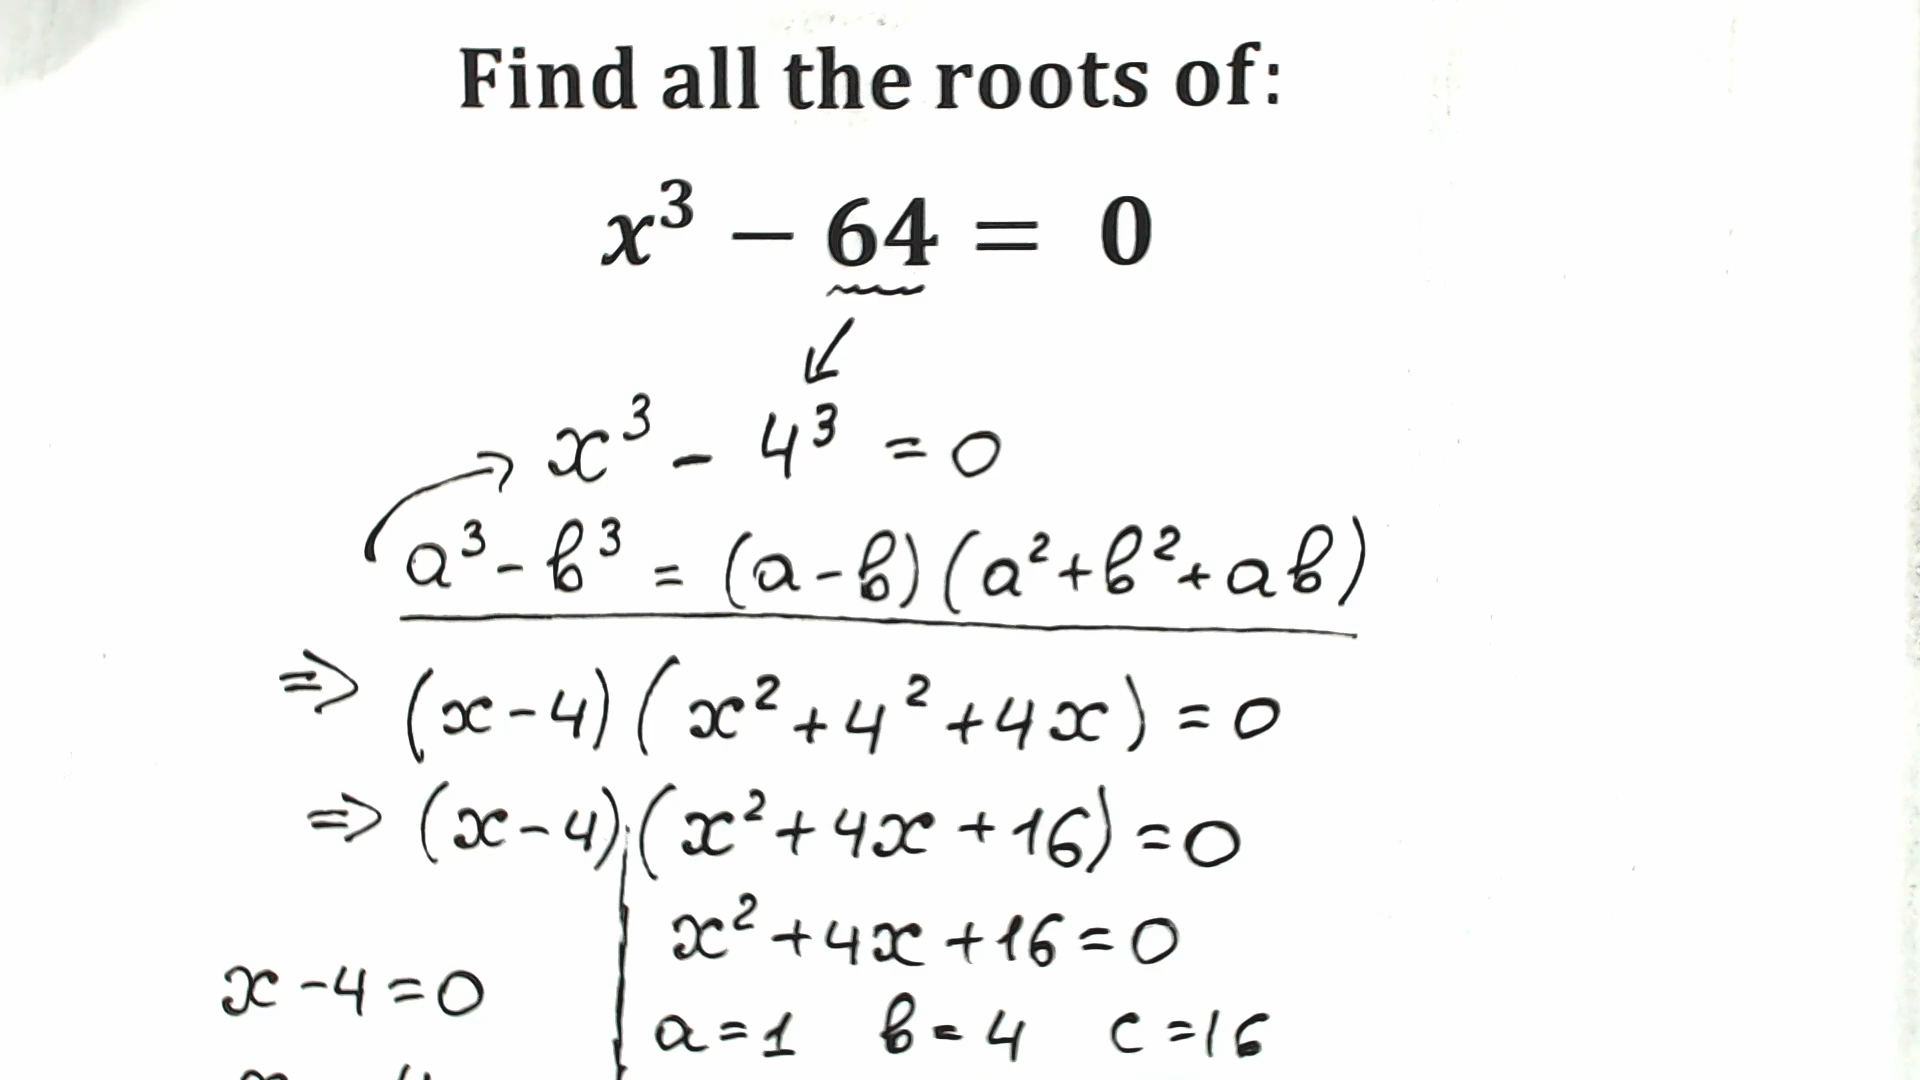 Find all the roots of:
x³ − 64 = 0
x³ - 4³ = 0
a³ - b³ = (a - b)(a² + b² + ab)
⇒ (x - 4)(x² + 4² + 4x) = 0
⇒ (x - 4)(x² + 4x + 16) = 0
x² + 4x + 16 = 0
x - 4 = 0
a = 1 b = 4 c = 16